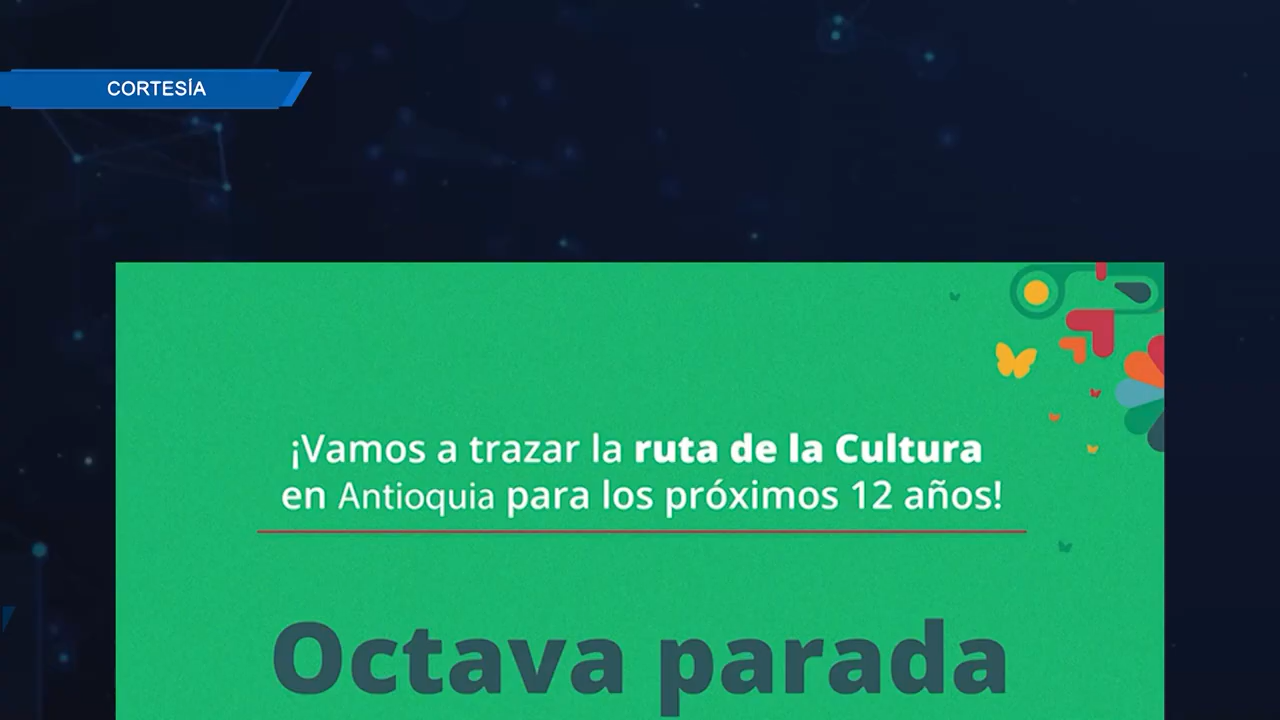 CORTESÍA
¡Vamos a trazar la ruta de la Cultura
en Antioquia para los próximos 12 años!
Octava parada